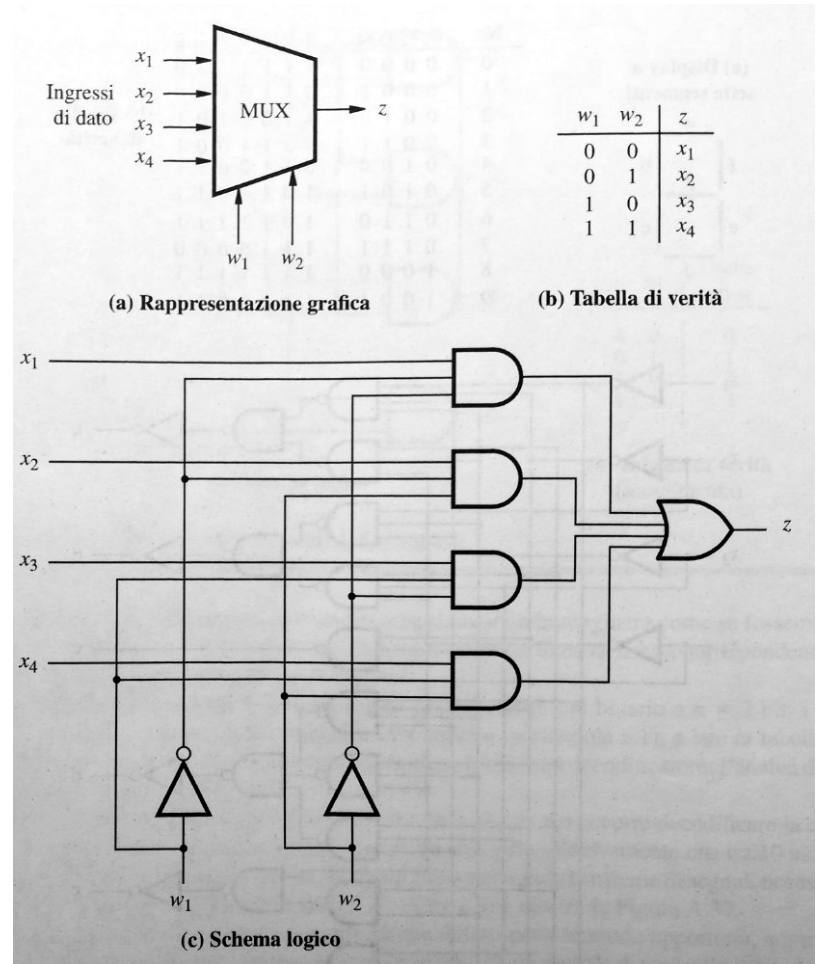 x₁
x₂
Ingressi
di dato
x₃
x₄
MUX
z
w₁ w₂
(a) Rappresentazione grafica
w₁ w₂ z
0 0 x₁
0 1 x₂
1 0 x₃
1 1 x₄
(b) Tabella di verità
x₁
x₂
z
x₃
x₄
w₁ w₂
(c) Schema logico